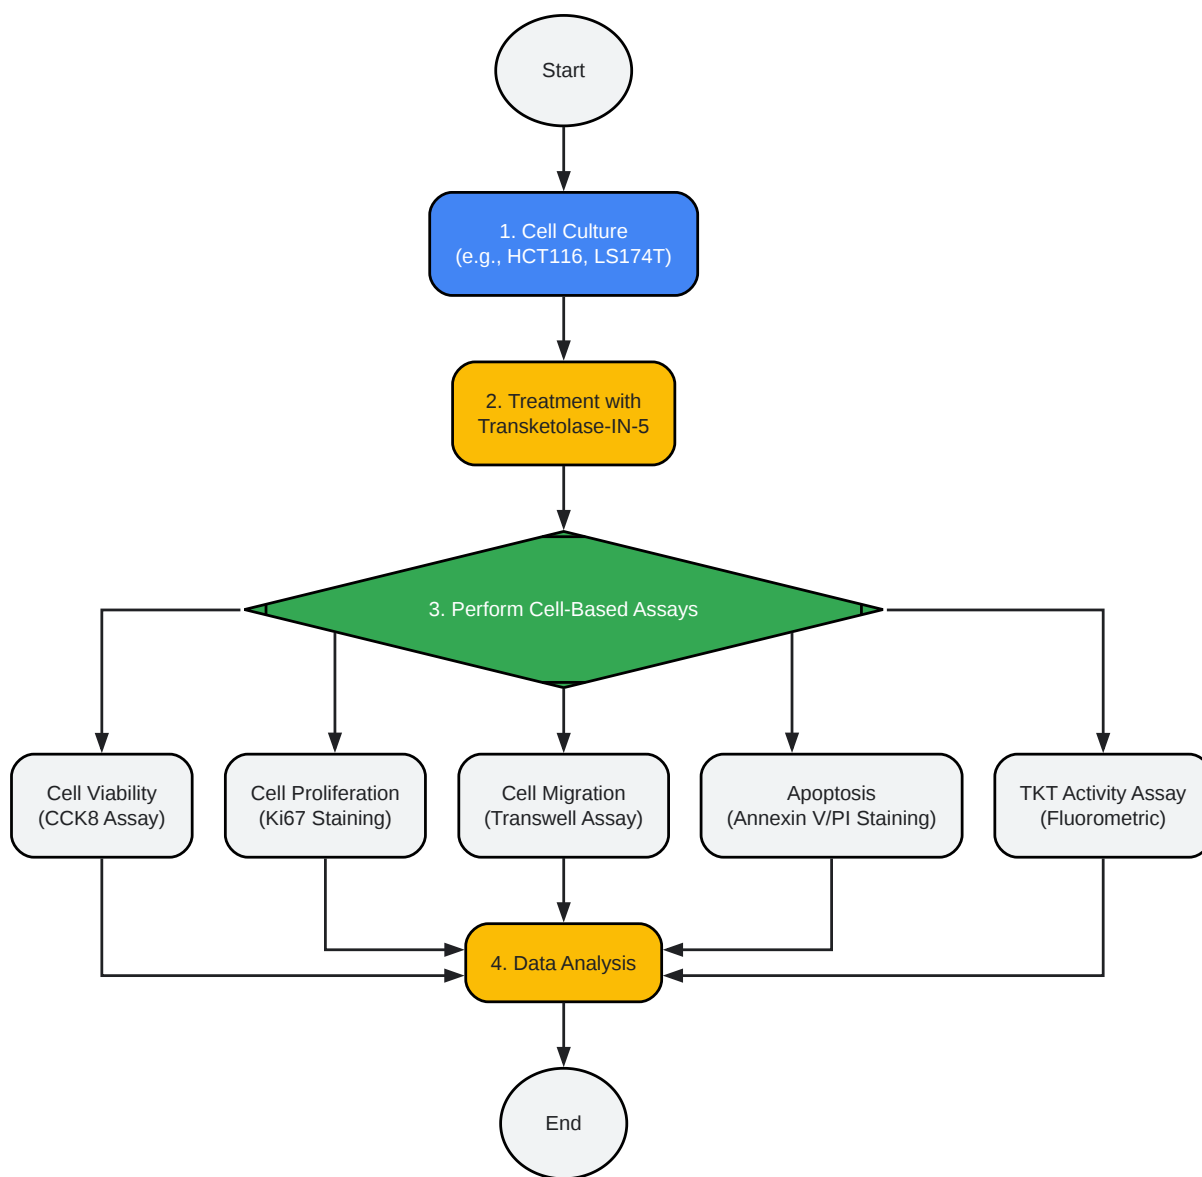 Start
1. Cell Culture
(e.g., HCT116, LS174T)
2. Treatment with
Transketolase-IN-5
3. Perform Cell-Based Assays
Cell Viability
(CCK8 Assay)
Cell Proliferation
(Ki67 Staining)
Cell Migration
(Transwell Assay)
Apoptosis
(Annexin V/PI Staining)
TKT Activity Assay
(Fluorometric)
4. Data Analysis
End